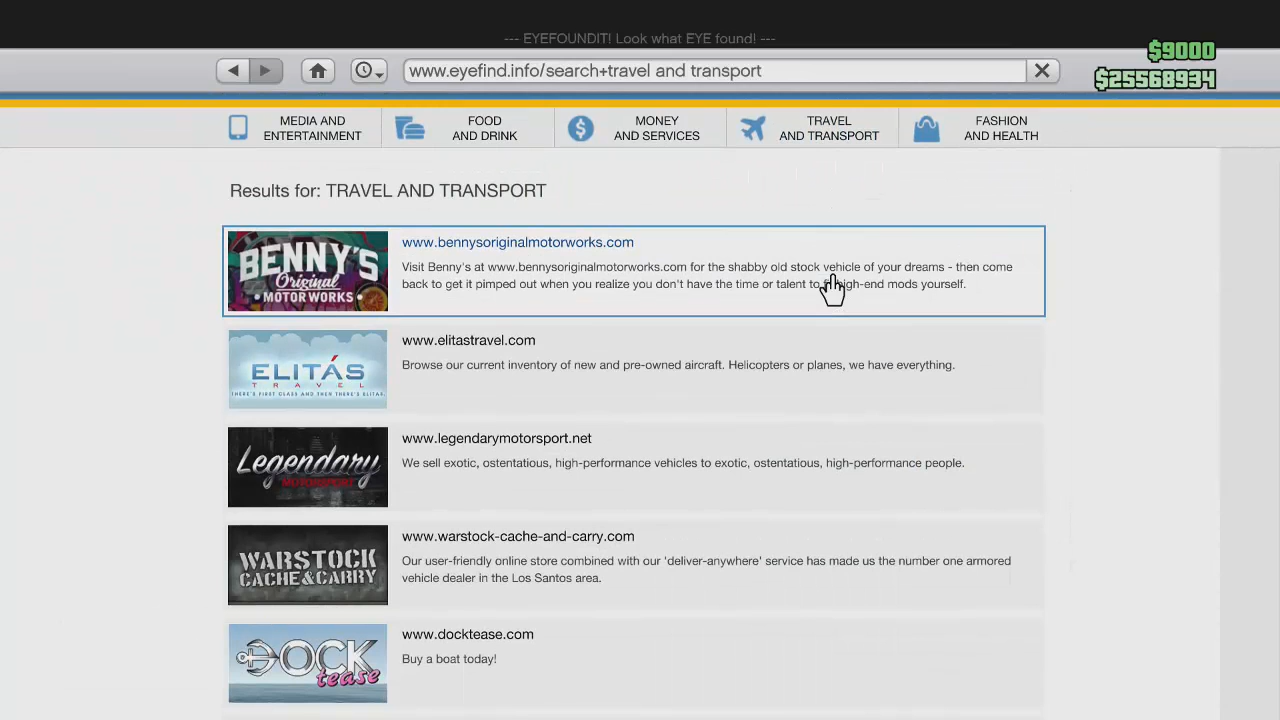 --- EYEFOUNDIT! Look what EYE found! ---
$9000
www.eyefind.info/search+travel and transport
$25568934
MEDIA AND
ENTERTAINMENT
FOOD
AND DRINK
MONEY
AND SERVICES
TRAVEL
AND TRANSPORT
FASHION
AND HEALTH
Results for: TRAVEL AND TRANSPORT
BENNY'S
Original
MOTOR WORKS
www.bennysoriginalmotorworks.com
Visit Benny's at www.bennysoriginalmotorworks.com for the shabby old stock vehicle of your dreams - then come
back to get it pimped out when you realize you don't have the time or talent to high-end mods yourself.
ELITÁS
TRAVEL
THERE'S FIRST CLASS AND THEN THERE'S ELITAS.
www.elitastravel.com
Browse our current inventory of new and pre-owned aircraft. Helicopters or planes, we have everything.
Legendary
MOTORSPORT
www.legendarymotorsport.net
We sell exotic, ostentatious, high-performance vehicles to exotic, ostentatious, high-performance people.
WARSTOCK
CACHE&CARRY
www.warstock-cache-and-carry.com
Our user-friendly online store combined with our 'deliver-anywhere' service has made us the number one armored
vehicle dealer in the Los Santos area.
DOCK
tease
www.docktease.com
Buy a boat today!